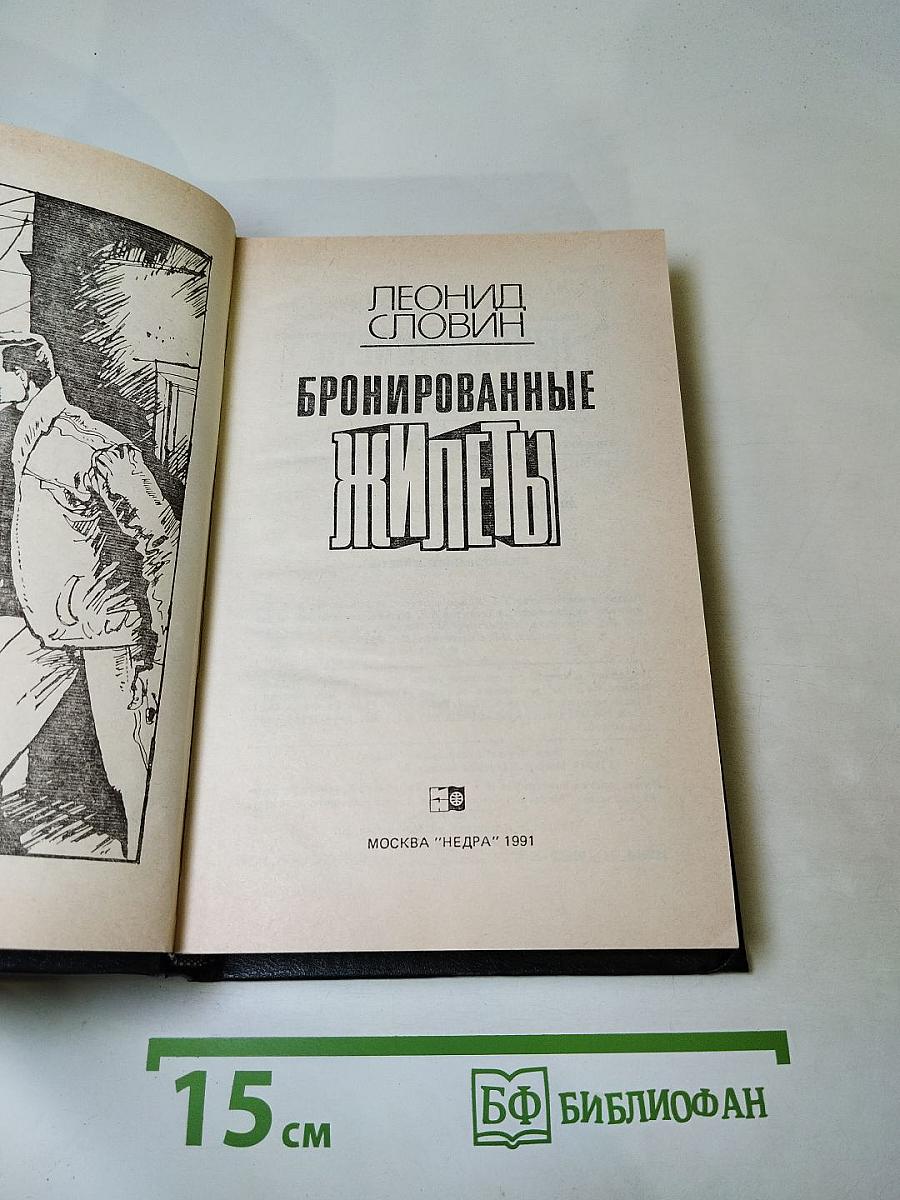 ЛЕОНИД
СЛОВИН
БРОНИРОВАННЫЕ
ЖИЛЕТЫ
МОСКВА "НЕДРА" 1991
15 см
БФ БИБЛИОФАН